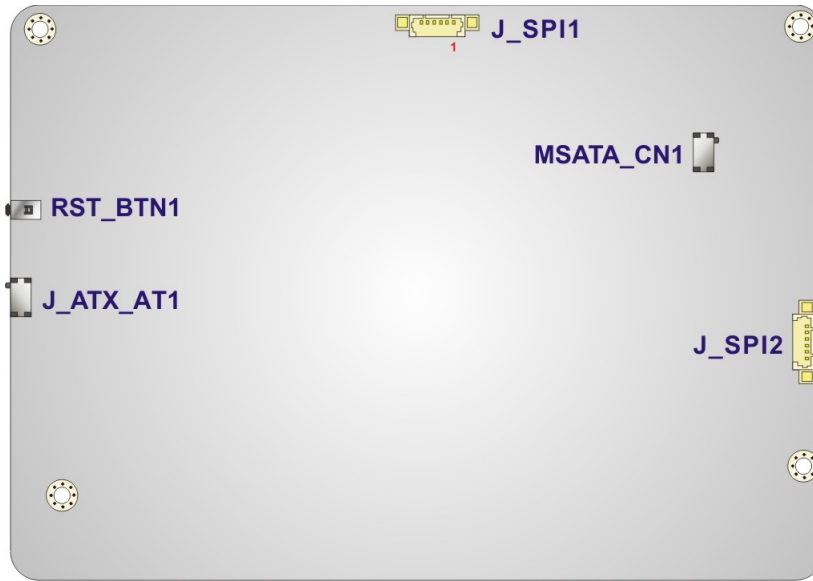 J_SPI1
1
MSATA_CN1
RST_BTN1
J_ATX_AT1
J_SPI2